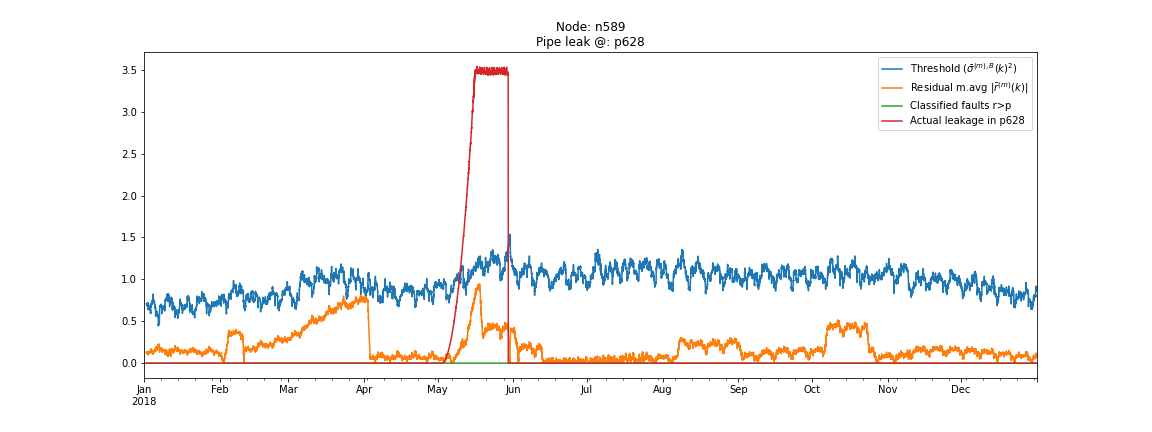 Node: n589
Pipe leak @: p628
3.5
3.0
2.5
2.0
1.5
1.0
0.5
0.0
Threshold (σ̄^(m),B(k)²)
Residual m.avg |r̄^(m)(k)|
Classified faults r>p
Actual leakage in p628
Jan Feb Mar Apr May Jun Jul Aug Sep Oct Nov Dec
2018